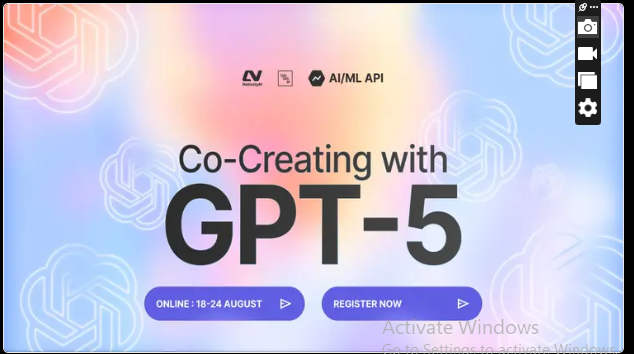 NativelyAI
AI/ML API
Co-Creating with
GPT-5
ONLINE : 18-24 AUGUST
REGISTER NOW
Activate Windows
Go to Settings to activate Windows